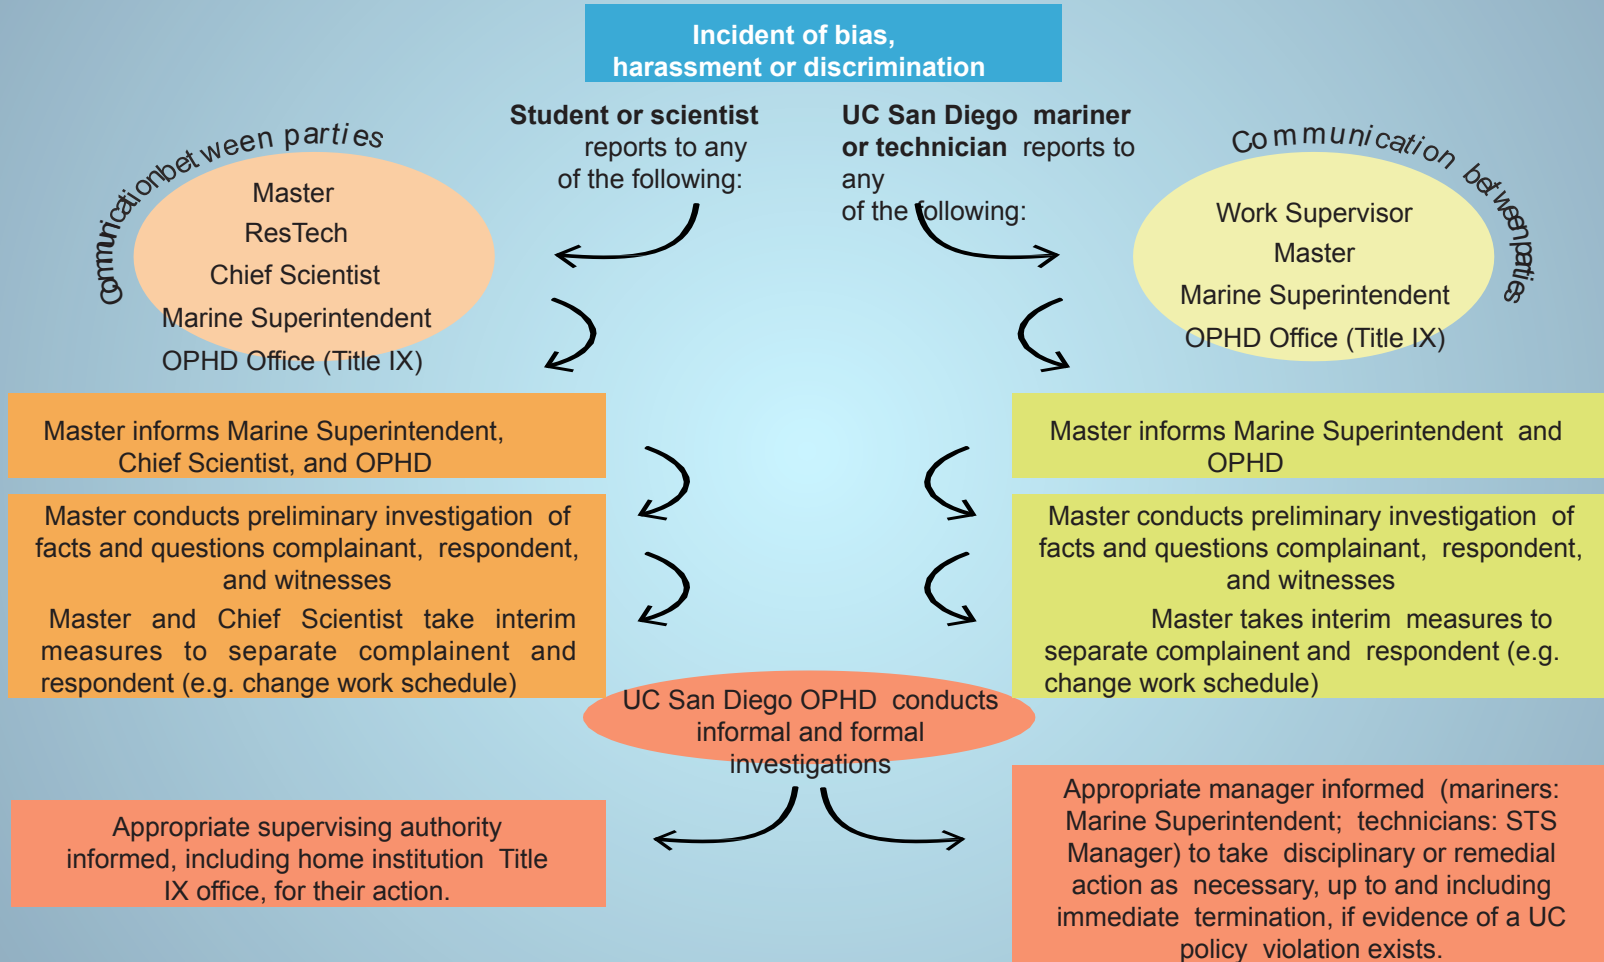 Incident of bias,
harassment or discrimination
Student or scientist
reports to any
of the following:
UC San Diego mariner
or technician reports to
any
of the following:
Communication between parties
Master
ResTech
Chief Scientist
Marine Superintendent
OPHD Office (Title IX)
Communication between parties
Work Supervisor
Master
Marine Superintendent
OPHD Office (Title IX)
Master informs Marine Superintendent,
Chief Scientist, and OPHD
Master informs Marine Superintendent and
OPHD
Master conducts preliminary investigation of
facts and questions complainant, respondent,
and witnesses
Master and Chief Scientist take interim
measures to separate complainent and
respondent (e.g. change work schedule)
Master conducts preliminary investigation of
facts and questions complainant, respondent,
and witnesses
Master takes interim measures to
separate complainent and respondent (e.g.
change work schedule)
UC San Diego OPHD conducts
informal and formal
investigations
Appropriate supervising authority
informed, including home institution Title
IX office, for their action.
Appropriate manager informed (mariners:
Marine Superintendent; technicians: STS
Manager) to take disciplinary or remedial
action as necessary, up to and including
immediate termination, if evidence of a UC
policy violation exists.